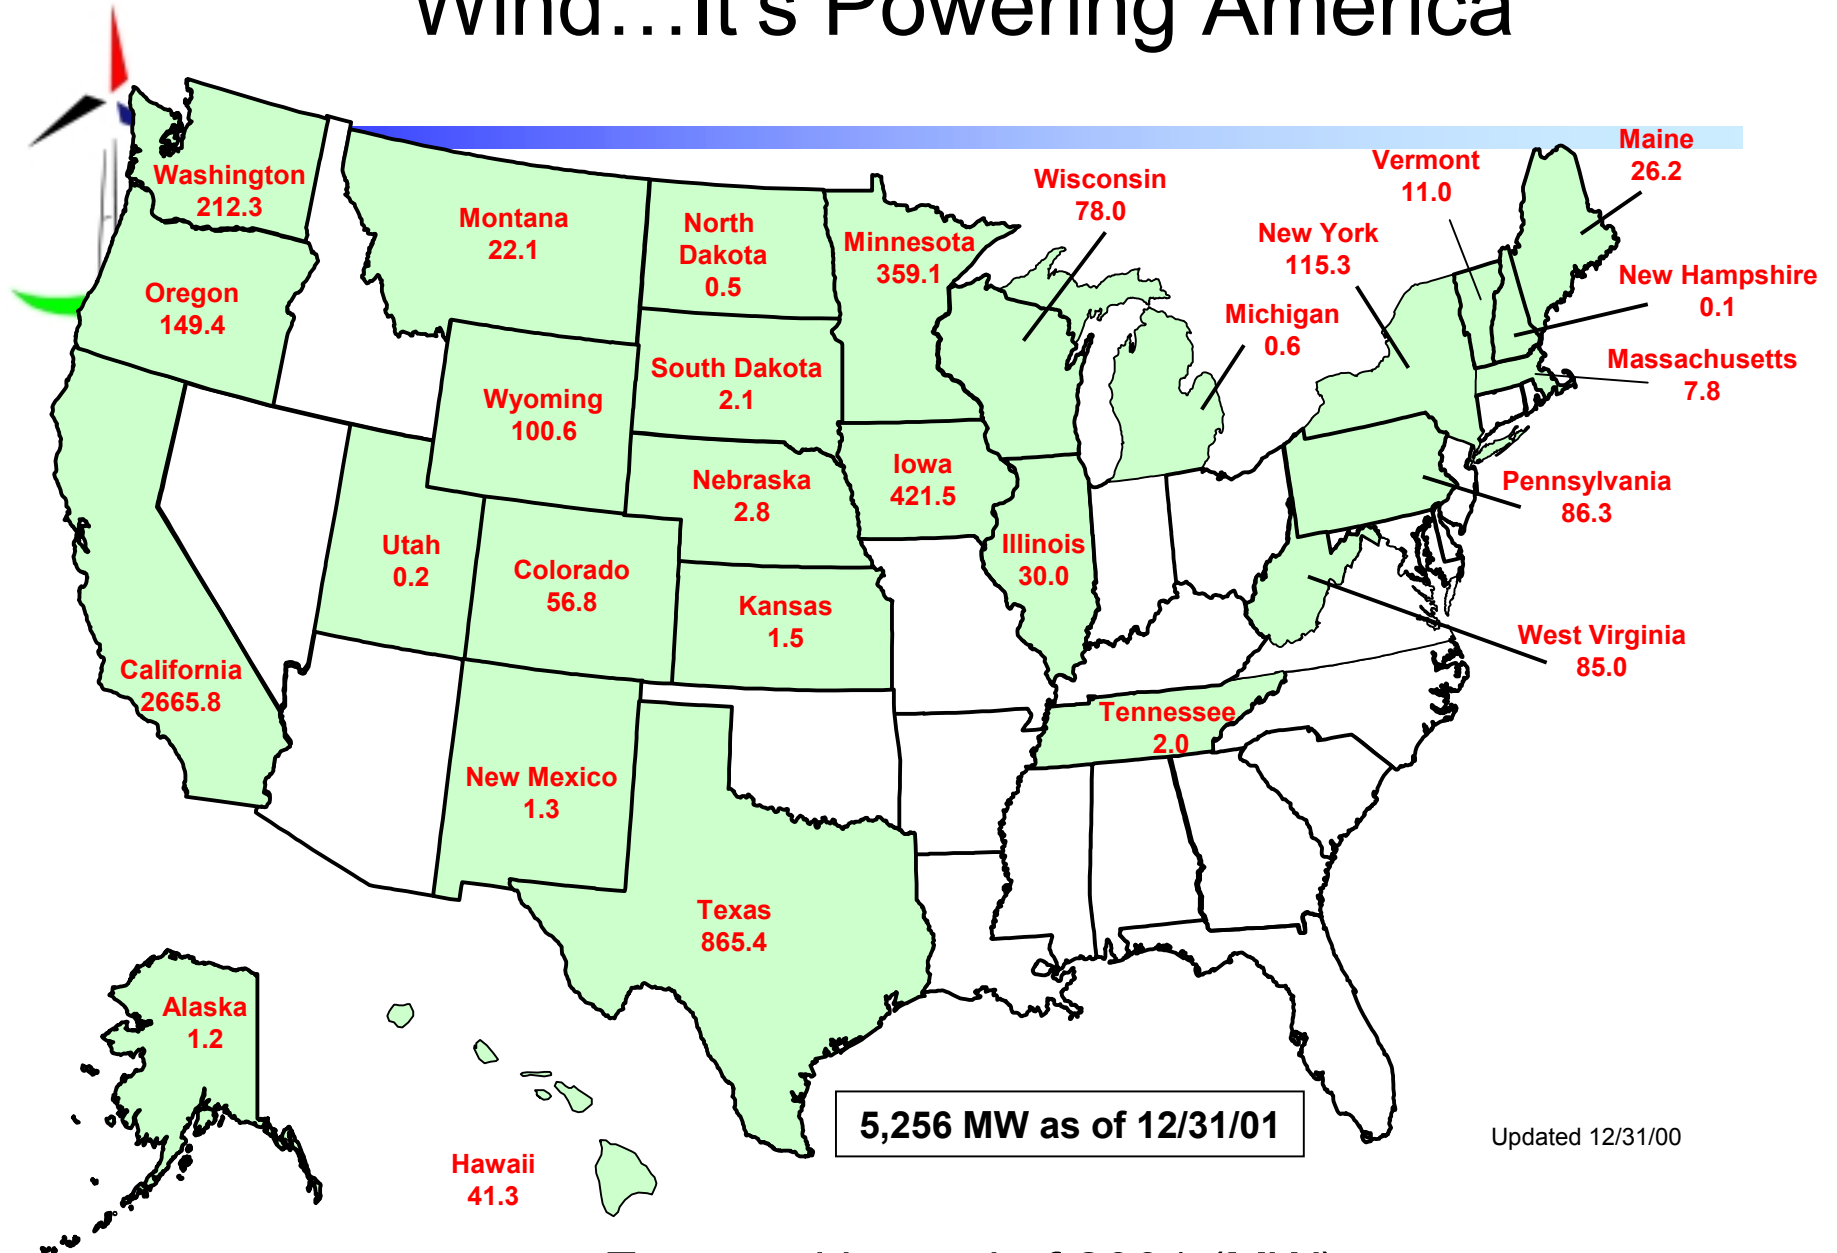 Wind…It's Powering America
Washington
212.3
Oregon
149.4
California
2665.8
Montana
22.1
North
Dakota
0.5
Minnesota
359.1
Wisconsin
78.0
Vermont
11.0
Maine
26.2
New York
115.3
New Hampshire
0.1
Michigan
0.6
Massachusetts
7.8
South Dakota
2.1
Wyoming
100.6
Iowa
421.5
Nebraska
2.8
Pennsylvania
86.3
Utah
0.2
Colorado
56.8
Illinois
30.0
Kansas
1.5
West Virginia
85.0
Tennessee
2.0
New Mexico
1.3
Texas
865.4
Alaska
1.2
Hawaii
41.3
5,256 MW as of 12/31/01
Updated 12/31/00